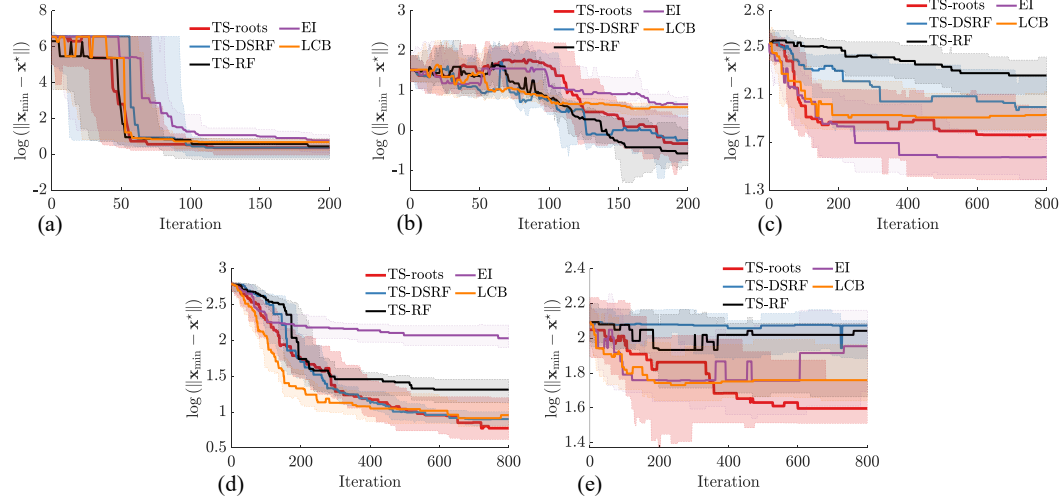 8
6
4
2
0
-2
0
50
100
150
200
log (||x_min − x*||)
Iteration
TS-roots
TS-DSRF
TS-RF
EI
LCB
(a)
3
2
1
0
-1
0
50
100
150
200
log (||x_min − x*||)
Iteration
TS-roots
TS-DSRF
TS-RF
EI
LCB
(b)
2.7
2.4
2.1
1.8
1.5
1.3
0
200
400
600
800
log (||x_min − x*||)
Iteration
TS-roots
TS-DSRF
TS-RF
EI
LCB
(c)
3
2.5
2
1.5
1
0.5
0
200
400
600
800
log (||x_min − x*||)
Iteration
TS-roots
TS-DSRF
TS-RF
EI
LCB
(d)
2.4
2.2
2
1.8
1.6
1.4
0
200
400
600
800
log (||x_min − x*||)
Iteration
TS-roots
TS-DSRF
TS-RF
EI
LCB
(e)